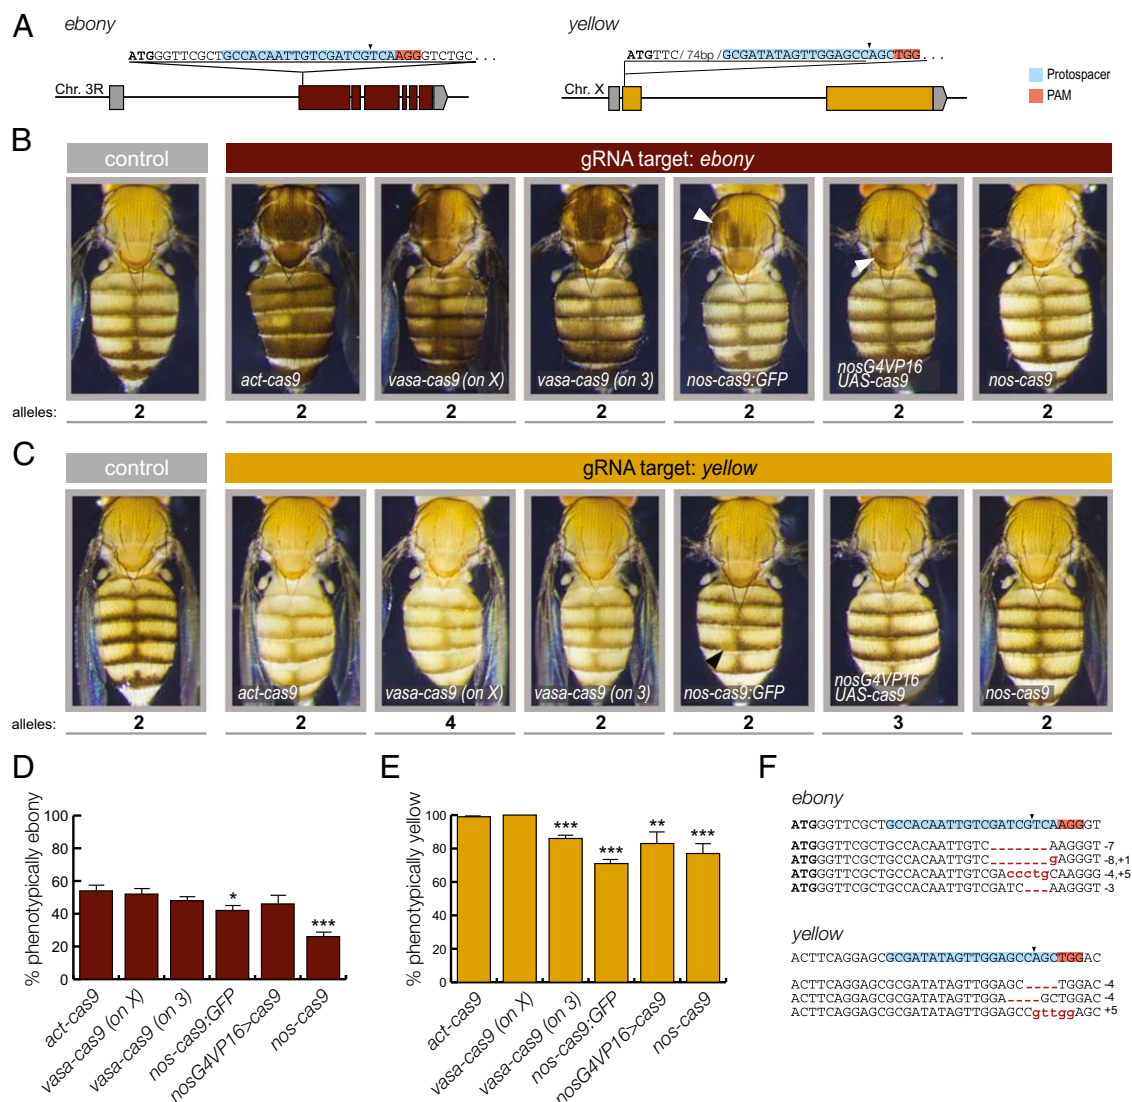 A
ebony
ATGGGTTCGCTGCCACAATTGTCGATCGTCAAGGGTCTGC...
Chr. 3R
yellow
ATGTTC/ 74bp /GCGATATAGTTGGAGCCAGCTGG...
Chr. X
Protospacer
PAM
B
control
gRNA target: ebony
act-cas9
vasa-cas9 (on X)
vasa-cas9 (on 3)
nos-cas9:GFP
nosG4VP16
UAS-cas9
nos-cas9
alleles: 2 2 2 2 2 2 2
C
control
gRNA target: yellow
act-cas9
vasa-cas9 (on X)
vasa-cas9 (on 3)
nos-cas9:GFP
nosG4VP16
UAS-cas9
nos-cas9
alleles: 2 2 4 2 2 3 2
D
% phenotypically ebony
100
80
60
40
20
0
*
***
act-cas9
vasa-cas9 (on X)
vasa-cas9 (on 3)
nos-cas9:GFP
nosG4VP16>cas9
nos-cas9
E
% phenotypically yellow
100
80
60
40
20
0
***
***
**
***
act-cas9
vasa-cas9 (on X)
vasa-cas9 (on 3)
nos-cas9:GFP
nosG4VP16>cas9
nos-cas9
F
ebony
ATGGGTTCGCTGCCACAATTGTCGATCGTCAAGGGT
ATGGGTTCGCTGCCACAATTGTC-------AAGGGT -7
ATGGGTTCGCTGCCACAATTGTC--------gAGGGT -8,+1
ATGGGTTCGCTGCCACAATTGTCGAccctgCAAGGG -4,+5
ATGGGTTCGCTGCCACAATTGTCGATC---AAGGGT -3
yellow
ACTTCAGGAGCGCGATATAGTTGGAGCCAGCTGGAC
ACTTCAGGAGCGCGATATAGTTGGAGC----TGGAC -4
ACTTCAGGAGCGCGATATAGTTGGA----GCTGGAC -4
ACTTCAGGAGCGCGATATAGTTGGAGCCgttggAGC +5